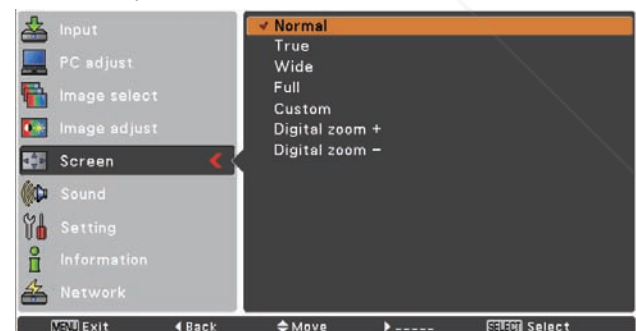 Input
PC adjust
Image select
Image adjust
Screen
Sound
Setting
Information
Network
Normal
True
Wide
Full
Custom
Digital zoom +
Digital zoom –
MENU Exit ◀Back ◆Move ▶----- SELECT Select